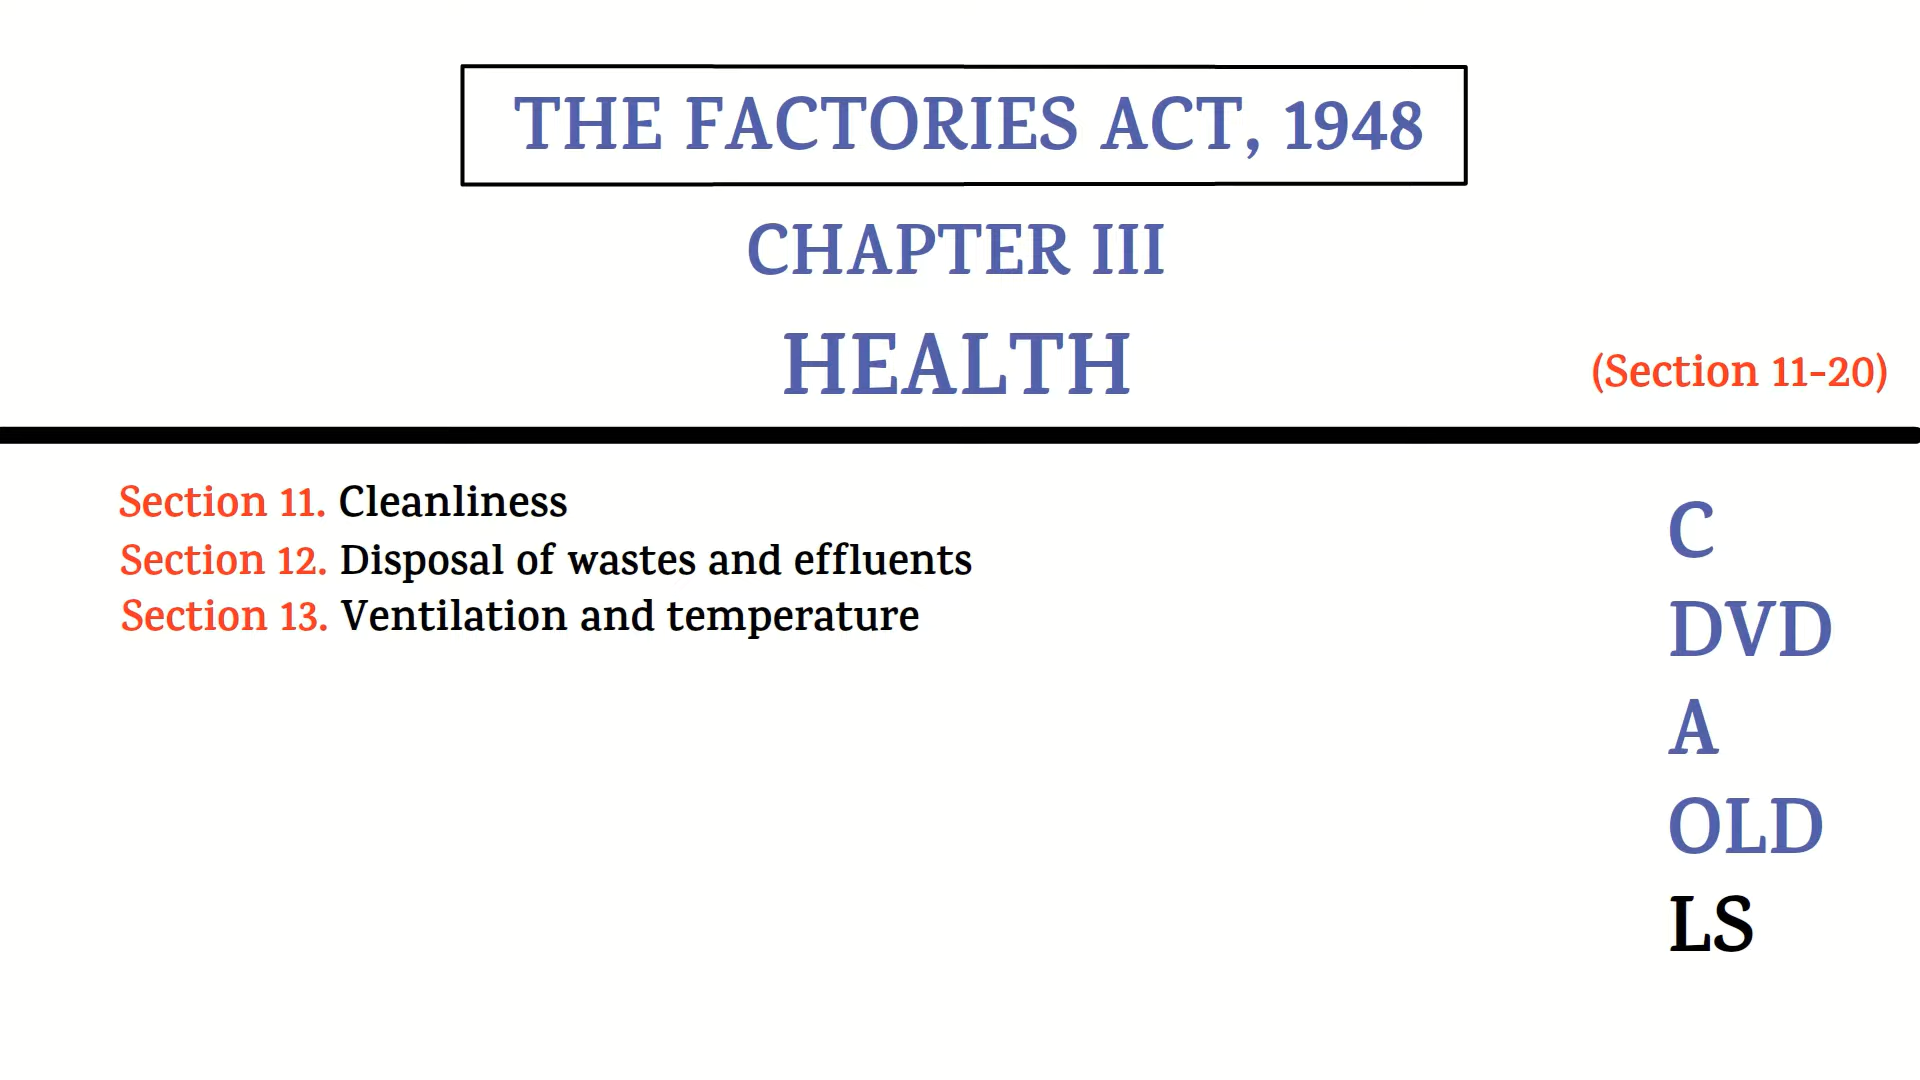 THE FACTORIES ACT, 1948
CHAPTER III
HEALTH
(Section 11-20)
Section 11. Cleanliness
Section 12. Disposal of wastes and effluents
Section 13. Ventilation and temperature
C
DVD
A
OLD
LS